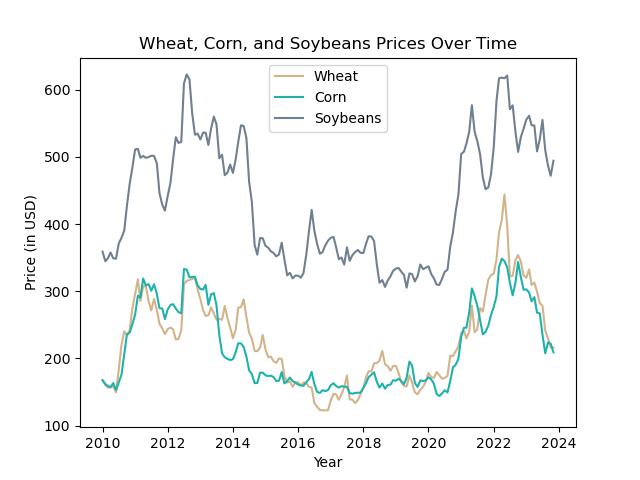 Wheat, Corn, and Soybeans Prices Over Time
Wheat
Corn
Soybeans
Price (in USD)
600
500
400
300
200
100
2010
2012
2014
2016
2018
2020
2022
2024
Year